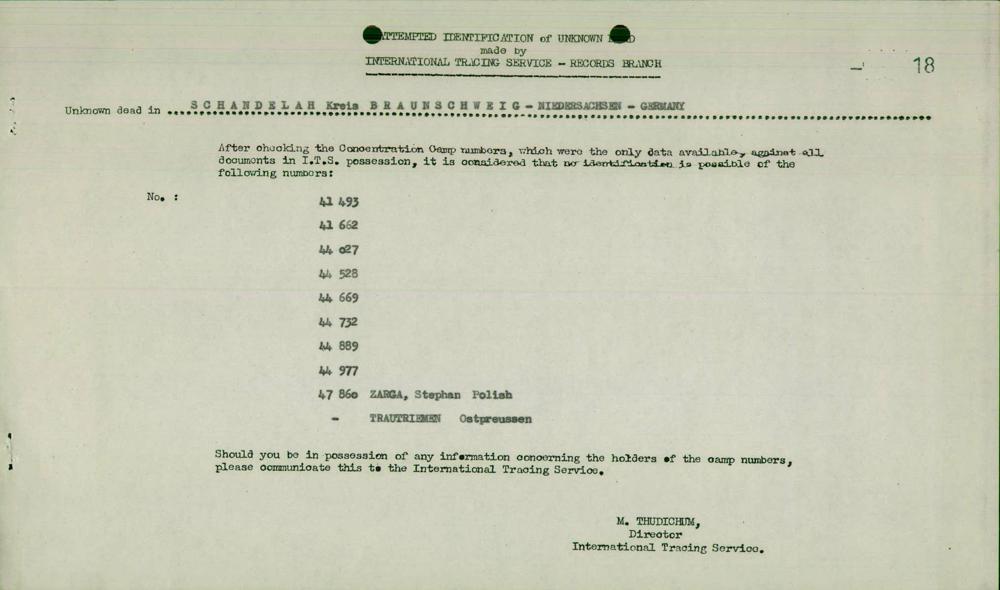 ATTEMPTED IDENTIFICATION of UNKNOWN
made by
INTERNATIONAL TRACING SERVICE - RECORDS BRANCH
18
Unknown dead in ... SCHANDELAH Kreis BRAUNSCHWEIG - NIEDERSACHSEN - GERMANY
After checking the Concentration Camp numbers, which were the only data available, against all
documents in I.T.S. possession, it is considered that no identification is possible of the
following numbers:
No. :
41 493
41 662
44 027
44 528
44 669
44 732
44 889
44 977
47 860 ZARGA, Stephan Polish
- TRAUTRIEMEN Ostpreussen
Should you be in possession of any information concerning the holders of the camp numbers,
please communicate this to the International Tracing Service.
M. THUDICHUM,
Director
International Tracing Service.